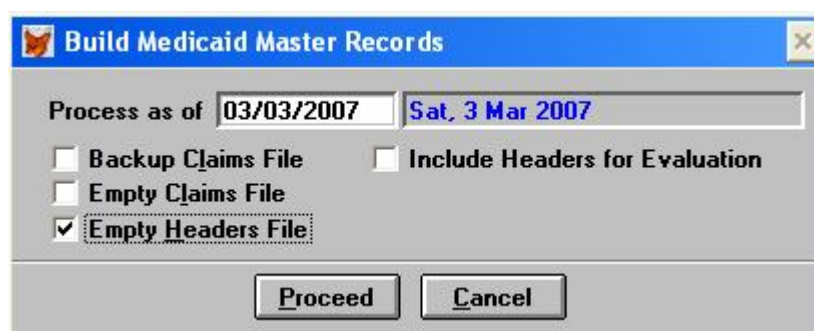 Build Medicaid Master Records
Process as of 03/03/2007 Sat, 3 Mar 2007
Backup Claims File Include Headers for Evaluation
Empty Claims File
Empty Headers File
Proceed Cancel